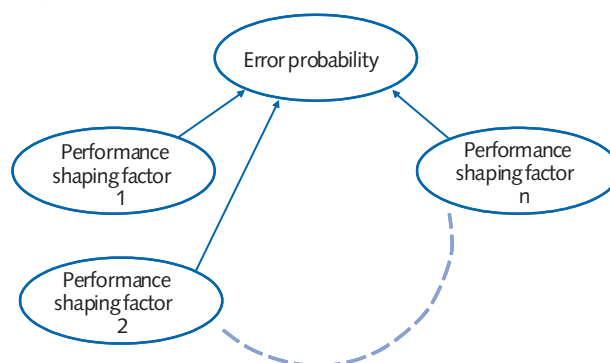 Error probability
Performance
shaping factor
1
Performance
shaping factor
n
Performance
shaping factor
2